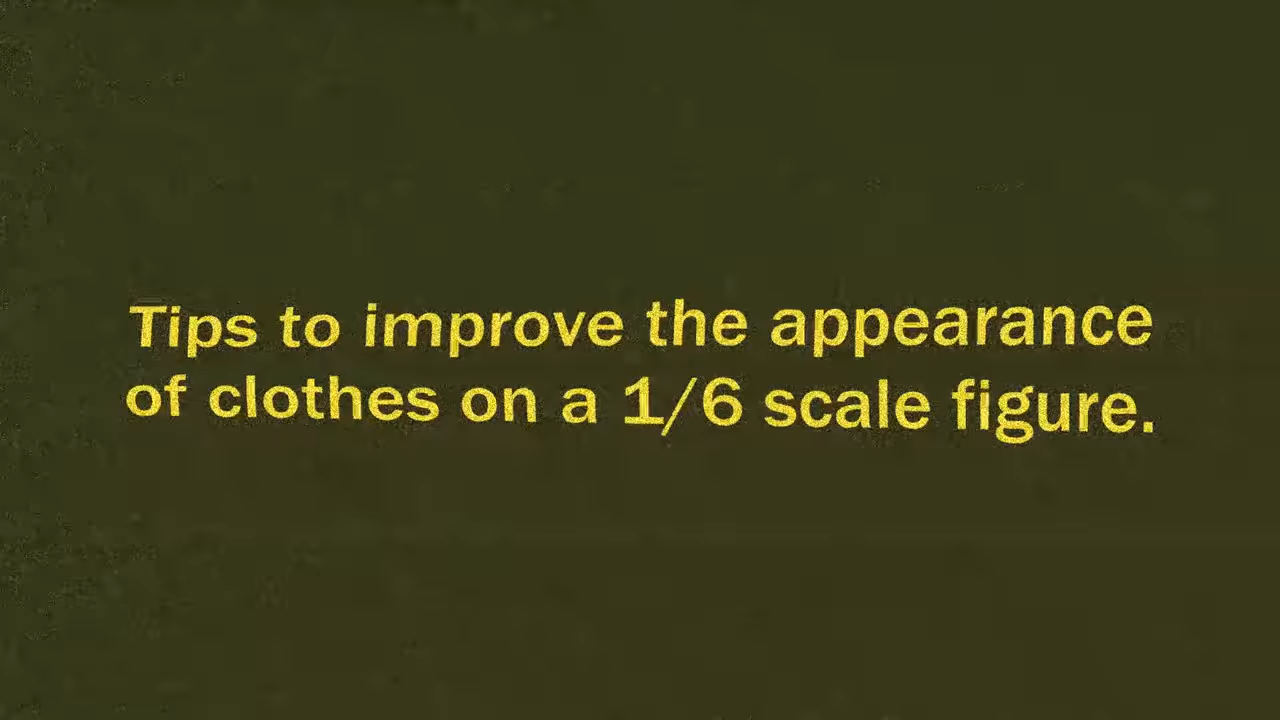 Tips to improve the appearance
of clothes on a 1/6 scale figure.